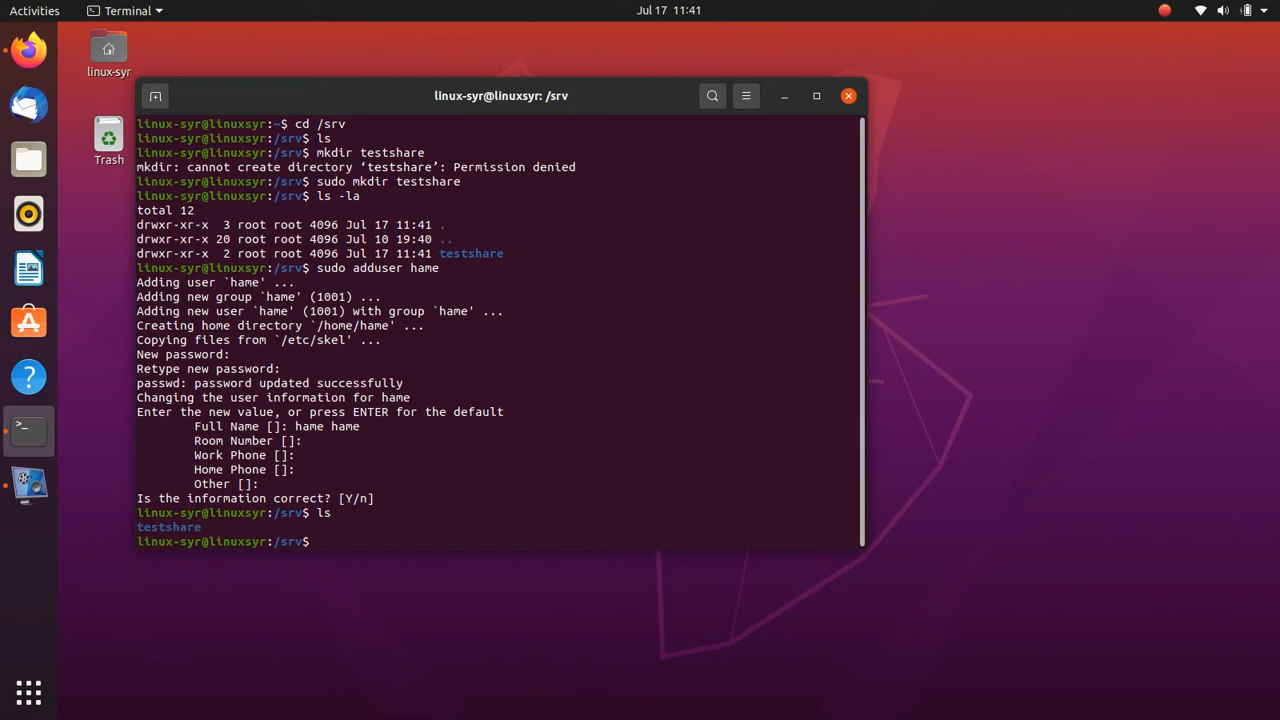 Activities
Terminal
Jul 17 11:41
linux-syr
Trash
linux-syr@linuxsyr: /srv
linux-syr@linuxsyr:~$ cd /srv
linux-syr@linuxsyr:/srv$ ls
linux-syr@linuxsyr:/srv$ mkdir testshare
mkdir: cannot create directory ‘testshare’: Permission denied
linux-syr@linuxsyr:/srv$ sudo mkdir testshare
linux-syr@linuxsyr:/srv$ ls -la
total 12
drwxr-xr-x  3 root root 4096 Jul 17 11:41 .
drwxr-xr-x 20 root root 4096 Jul 10 19:40 ..
drwxr-xr-x  2 root root 4096 Jul 17 11:41 testshare
linux-syr@linuxsyr:/srv$ sudo adduser hame
Adding user `hame' ...
Adding new group `hame' (1001) ...
Adding new user `hame' (1001) with group `hame' ...
Creating home directory `/home/hame' ...
Copying files from `/etc/skel' ...
New password:
Retype new password:
passwd: password updated successfully
Changing the user information for hame
Enter the new value, or press ENTER for the default
Full Name []: hame hame
Room Number []:
Work Phone []:
Home Phone []:
Other []:
Is the information correct? [Y/n]
linux-syr@linuxsyr:/srv$ ls
testshare
linux-syr@linuxsyr:/srv$